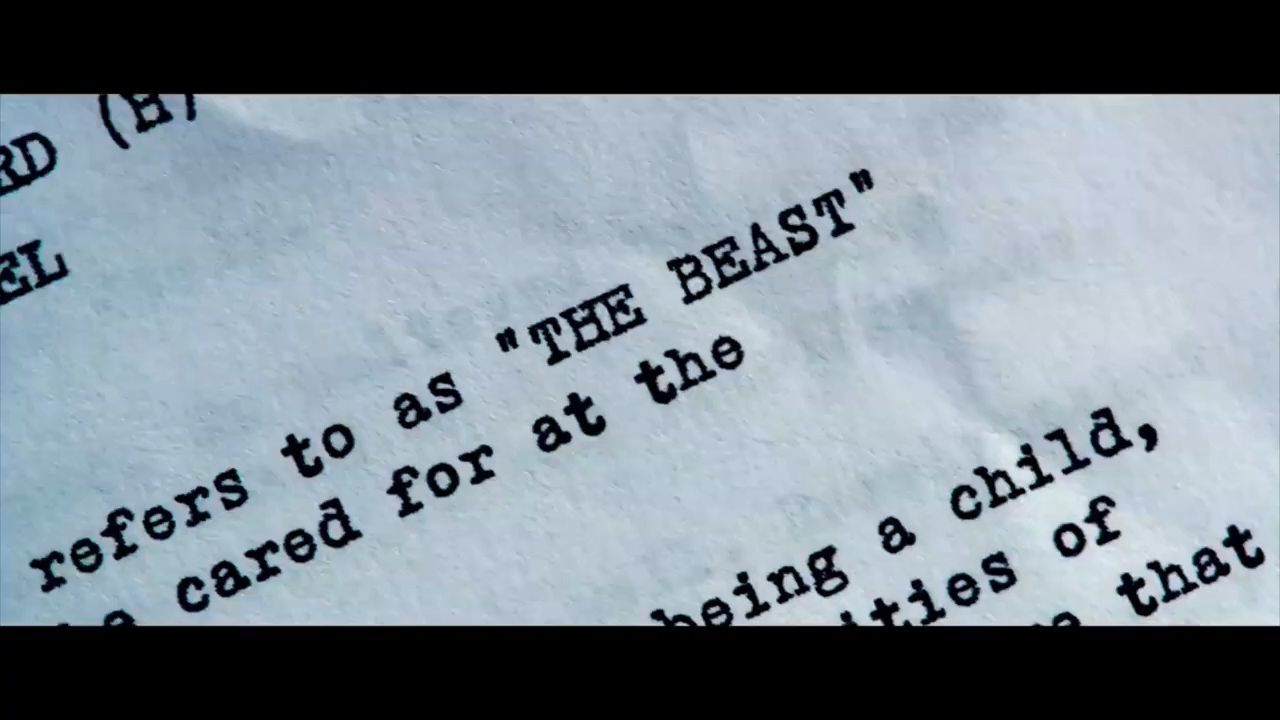 RD (H)
EL
refers to as "THE BEAST"
cared for at the
being a child,
of
that